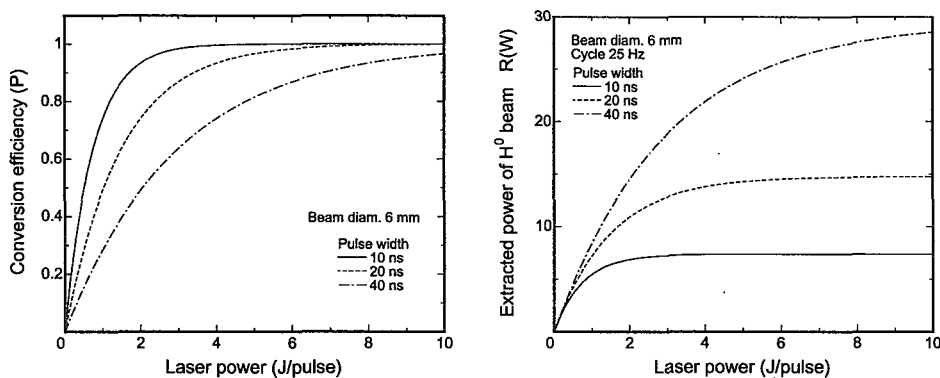 Conversion efficiency (P)
1
0.8
0.6
0.4
0.2
0
2
4
6
8
10
Laser power (J/pulse)
Beam diam. 6 mm
Pulse width
10 ns
20 ns
40 ns
Extracted power of H⁰ beam R(W)
30
20
10
0
2
4
6
8
10
Laser power (J/pulse)
Beam diam. 6 mm
Cycle 25 Hz
Pulse width
10 ns
20 ns
40 ns